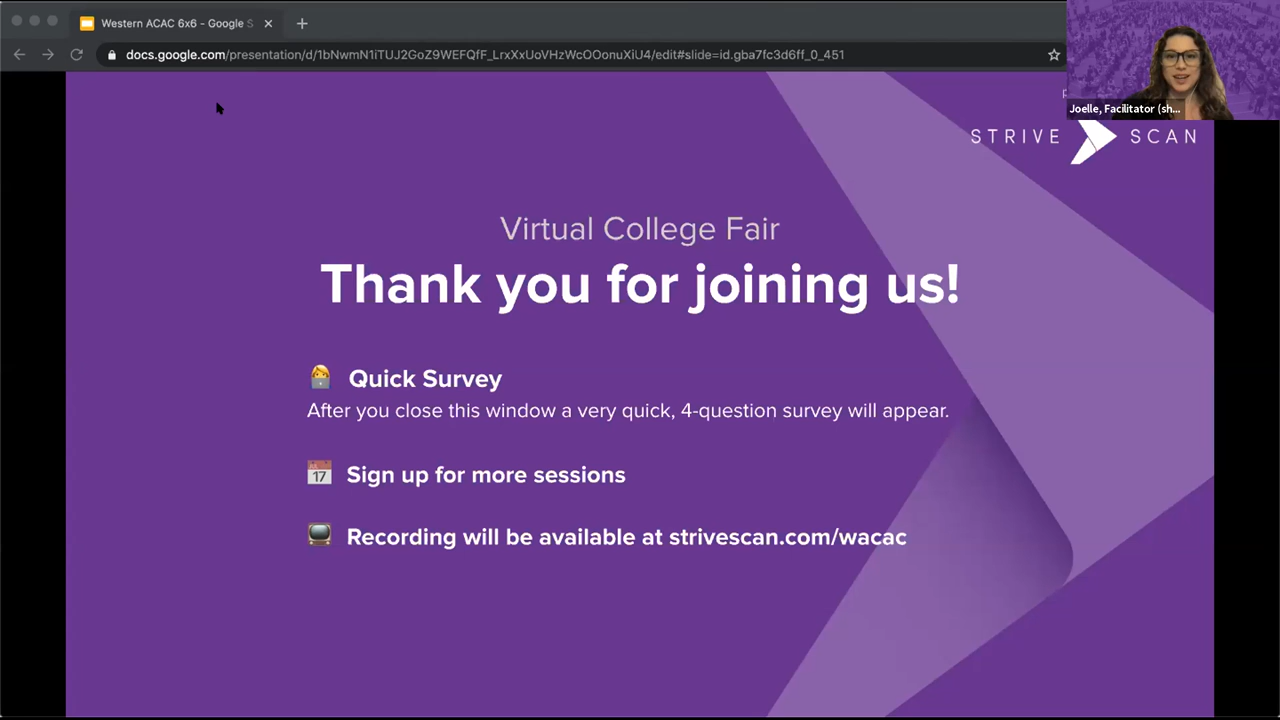 Western ACAC 6x6 - Google S
docs.google.com/presentation/d/1bNwmN1iTUJ2GoZ9WEFQfF_LrxXxUoVHzWcOOonuXiU4/edit#slide=id.gba7fc3d6ff_0_451
Joelle, Facilitator (sh...
STRIVE SCAN
Virtual College Fair
Thank you for joining us!
Quick Survey
After you close this window a very quick, 4-question survey will appear.
17
Sign up for more sessions
Recording will be available at strivescan.com/wacac